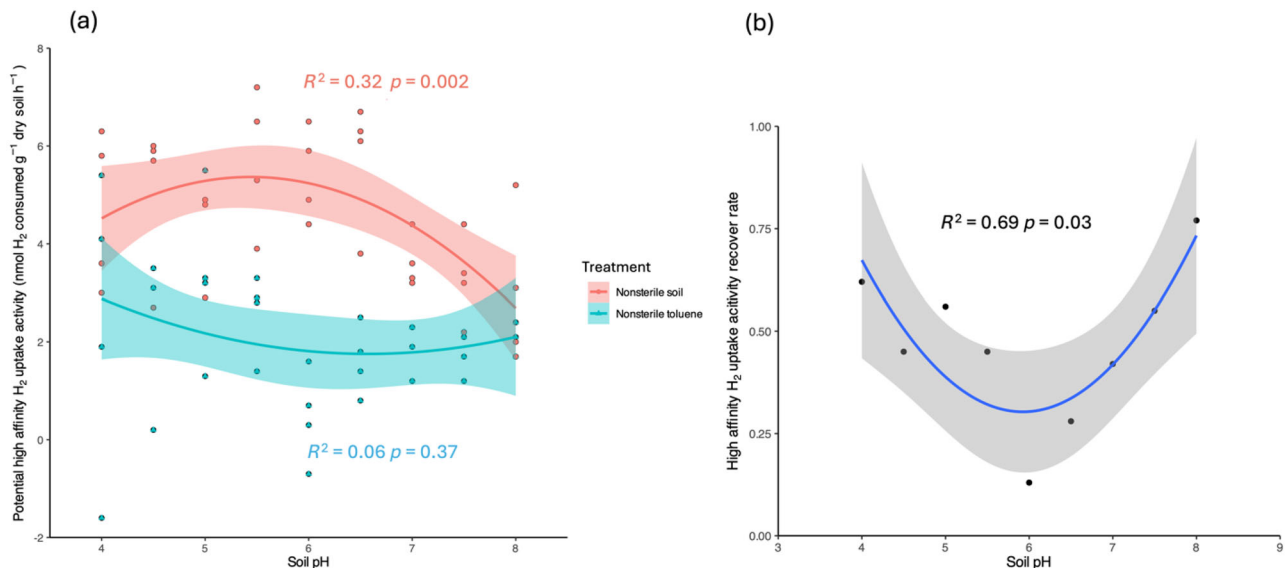 (a)
Potential high affinity H₂ uptake activity (nmol H₂ consumed g⁻¹ dry soil h⁻¹)
8
6
4
2
0
-2
R² = 0.32 p = 0.002
R² = 0.06 p = 0.37
4 5 6 7 8
Soil pH
Treatment
Nonsterile soil
Nonsterile toluene
(b)
High affinity H₂ uptake acitivity recover rate
1.00
0.75
0.50
0.25
0.00
R² = 0.69 p = 0.03
3 4 5 6 7 8 9
Soil pH